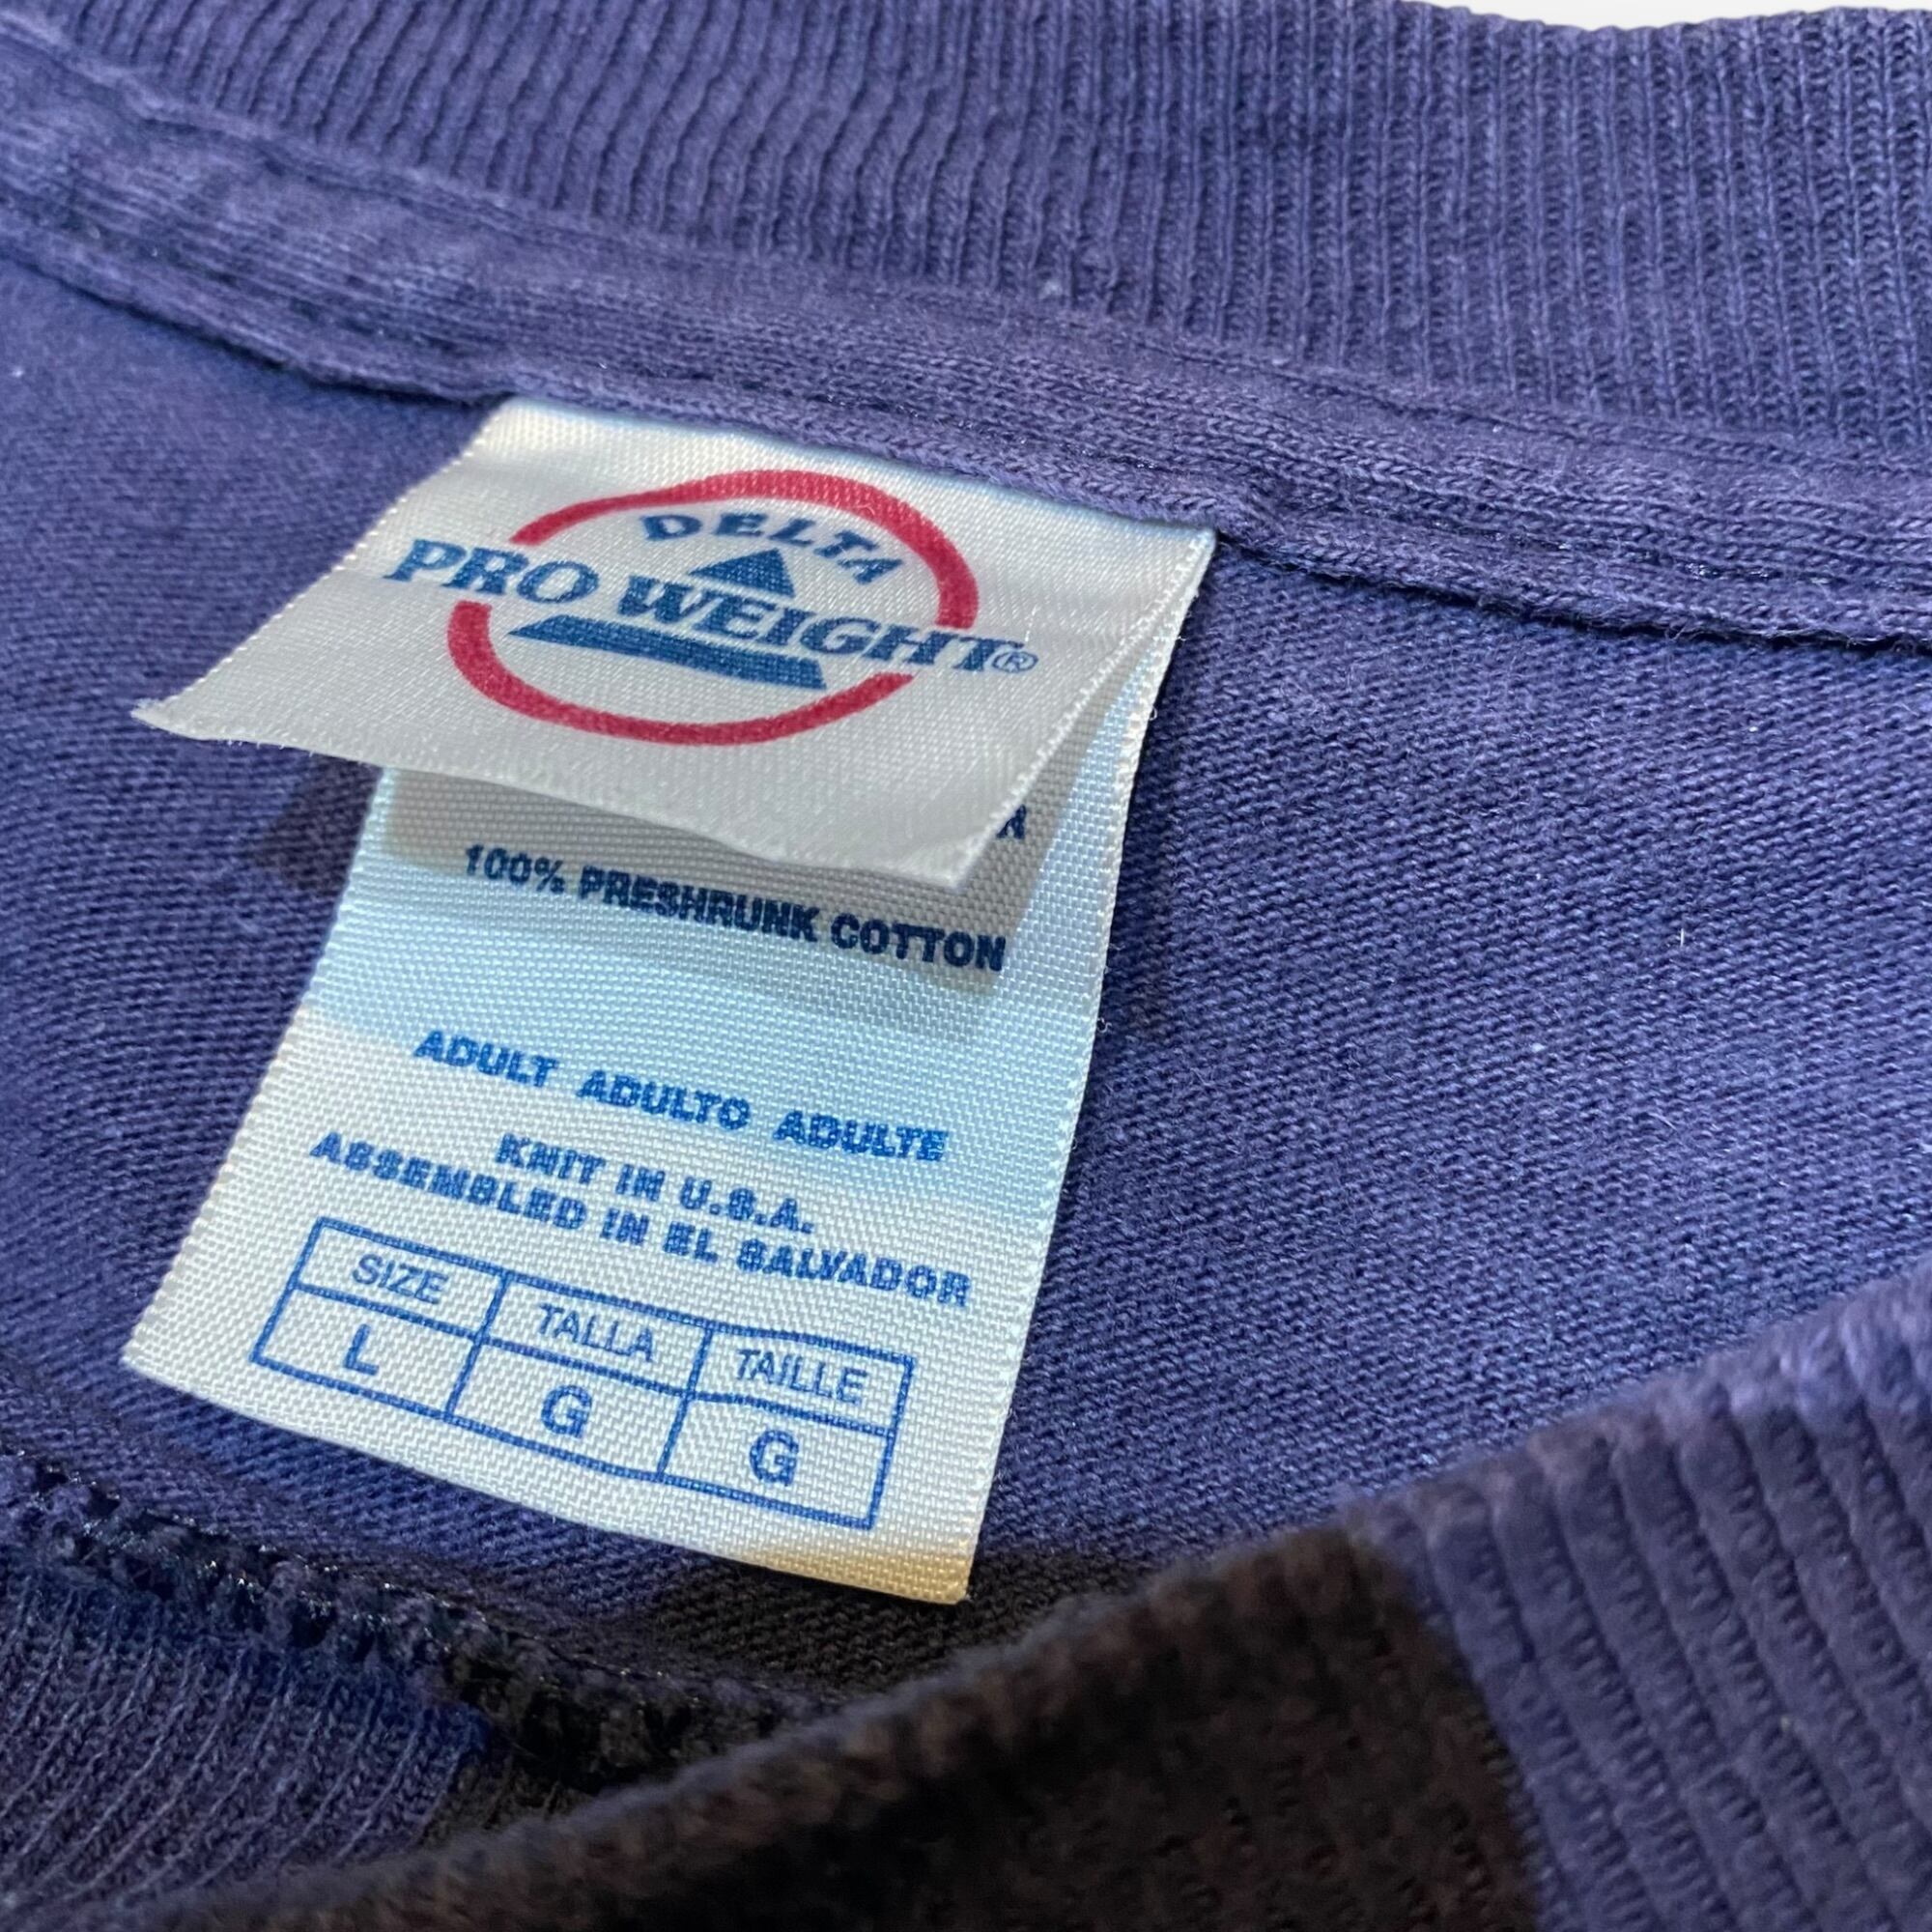 DELTA
PRO WEIGHT®
100% PRESHRUNK COTTON
ADULT ADULTO ADULTE
KNIT IN U.S.A.
ASSEMBLED IN EL SALVADOR
SIZE TALLA TAILLE
L G G